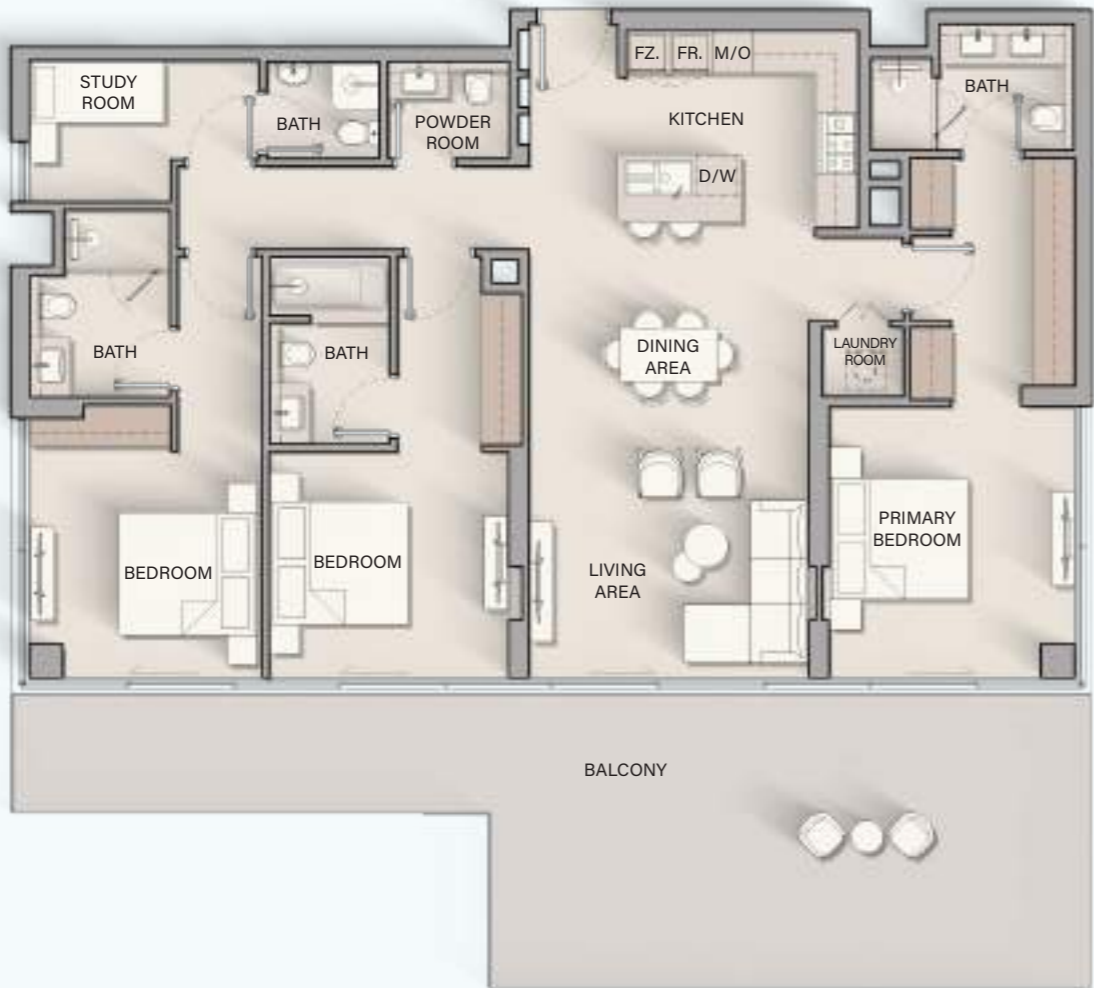 STUDY
ROOM
BATH
POWDER
ROOM
FZ.
FR.
M/O
KITCHEN
BATH
D/W
BATH
BATH
DINING
AREA
LAUNDRY
ROOM
BEDROOM
BEDROOM
LIVING
AREA
PRIMARY
BEDROOM
BALCONY